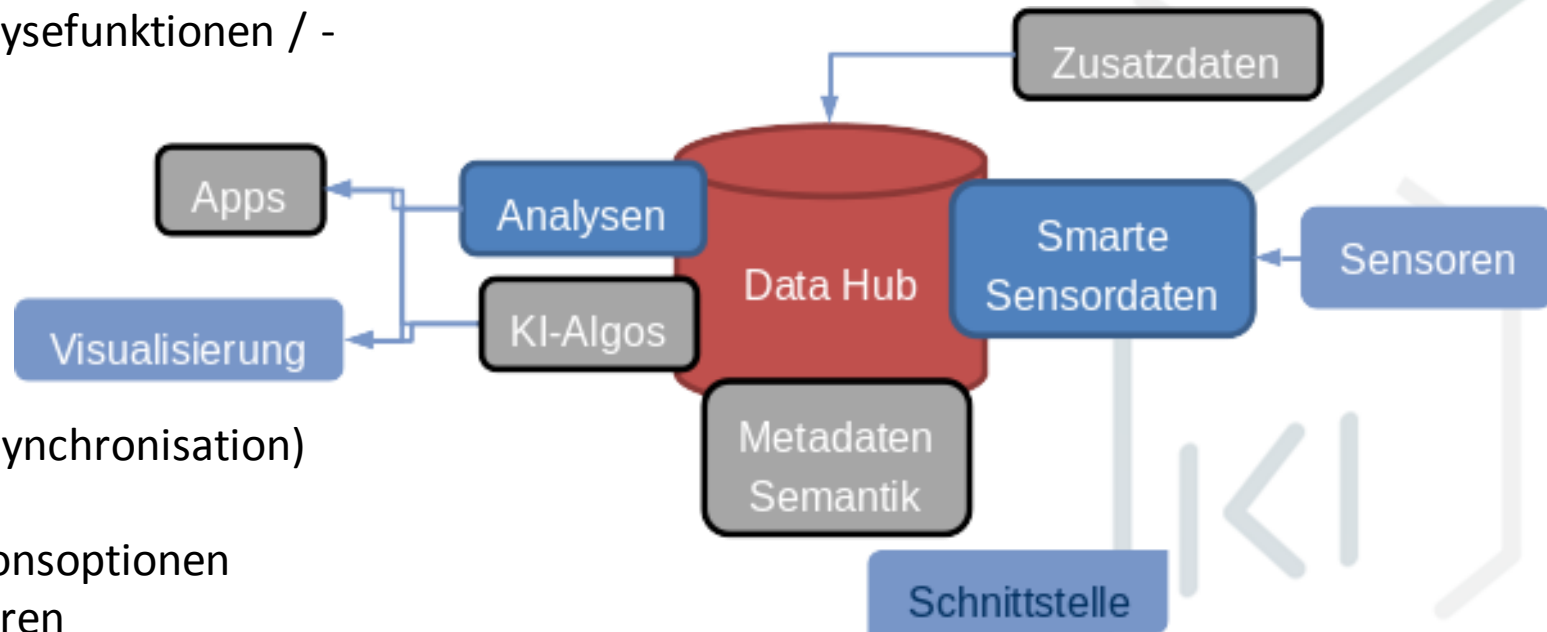 ysefunktionen / -
Zusatzdaten
Apps
Analysen
Smarte
Sensordaten
Sensoren
Data Hub
KI-Algos
Visualisierung
ynchronisation)
Metadaten
Semantik
onsoptionen
ren
Schnittstelle
KI